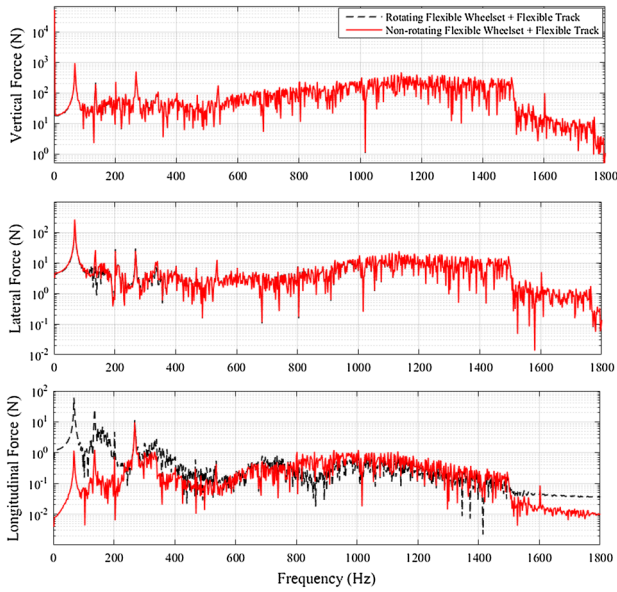 Rotating Flexible Wheelset + Flexible Track
Non-rotating Flexible Wheelset + Flexible Track
Vertical Force (N)
10^4
10^3
10^2
10^1
10^0
0 200 400 600 800 1000 1200 1400 1600 1800
Lateral Force (N)
10^3
10^2
10^1
10^0
10^-1
10^-2
0 200 400 600 800 1000 1200 1400 1600 1800
Longitudinal Force (N)
10^2
10^1
10^0
10^-1
10^-2
0 200 400 600 800 1000 1200 1400 1600 1800
Frequency (Hz)